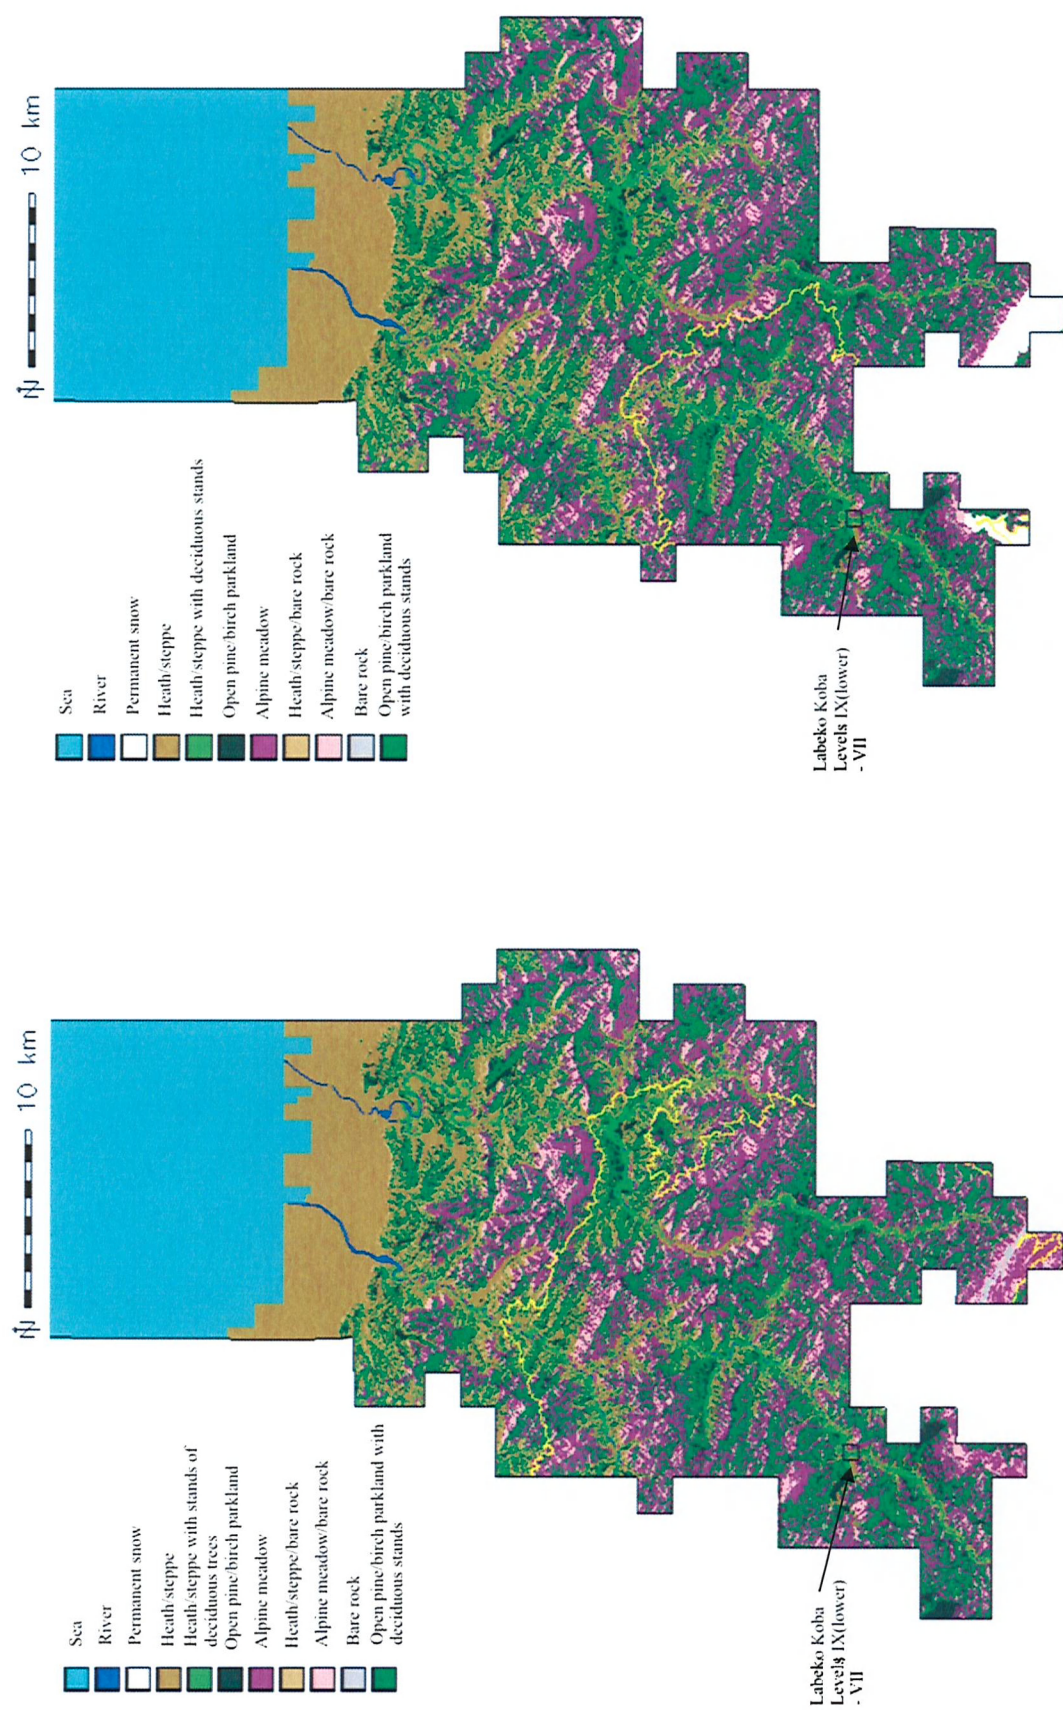 N
10 km
Sea
River
Permanent snow
Heath/steppe
Heath/steppe with deciduous stands
Open pine/birch parkland
Alpine meadow
Heath/steppe/bare rock
Alpine meadow/bare rock
Bare rock
Open pine/birch parkland
with deciduous stands
Labeko Koba
Levels IX(lower)
- VII
N
10 km
Sea
River
Permanent snow
Heath/steppe
Heath/steppe with stands of
deciduous trees
Open pine/birch parkland
Alpine meadow
Heath/steppe/bare rock
Alpine meadow/bare rock
Bare rock
Open pine/birch parkland with
deciduous stands
Labeko Koba
Levels IX(lower)
- VII